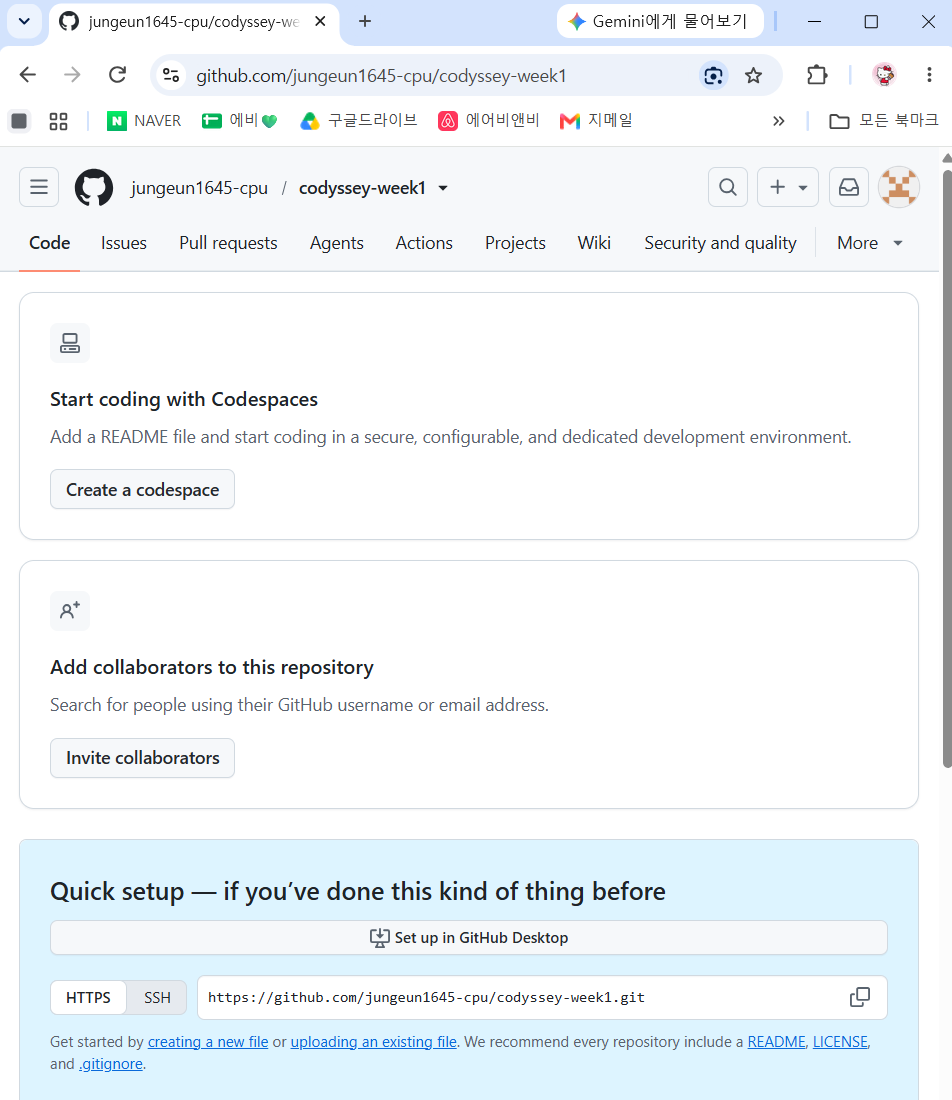 jungeun1645-cpu/codyssey-we
Gemini에게 물어보기
github.com/jungeun1645-cpu/codyssey-week1
NAVER 에비 구글드라이브 에어비앤비 지메일 » 모든 북마크
jungeun1645-cpu / codyssey-week1
Code Issues Pull requests Agents Actions Projects Wiki Security and quality More
Start coding with Codespaces
Add a README file and start coding in a secure, configurable, and dedicated development environment.
Create a codespace
Add collaborators to this repository
Search for people using their GitHub username or email address.
Invite collaborators
Quick setup — if you’ve done this kind of thing before
Set up in GitHub Desktop
HTTPS SSH https://github.com/jungeun1645-cpu/codyssey-week1.git
Get started by creating a new file or uploading an existing file. We recommend every repository include a README, LICENSE,
and .gitignore.